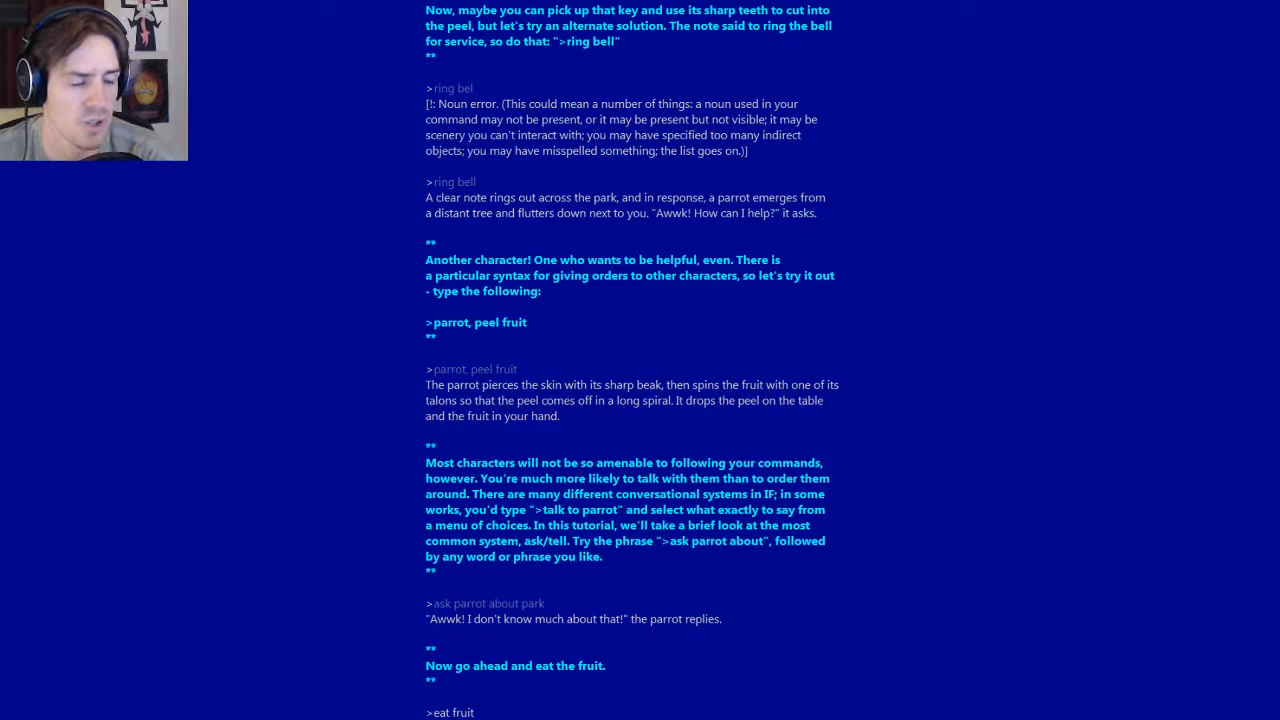 Now, maybe you can pick up that key and use its sharp teeth to cut into
the peel, but let's try an alternate solution. The note said to ring the bell
for service, so do that: ">ring bell"
**
>ring bel
[!: Noun error. (This could mean a number of things: a noun used in your
command may not be present, or it may be present but not visible; it may be
scenery you can't interact with; you may have specified too many indirect
objects; you may have misspelled something; the list goes on.)]
>ring bell
A clear note rings out across the park, and in response, a parrot emerges from
a distant tree and flutters down next to you. "Awwk! How can I help?" it asks.
**
Another character! One who wants to be helpful, even. There is
a particular syntax for giving orders to other characters, so let's try it out
- type the following:
>parrot, peel fruit
**
>parrot, peel fruit
The parrot pierces the skin with its sharp beak, then spins the fruit with one of its
talons so that the peel comes off in a long spiral. It drops the peel on the table
and the fruit in your hand.
**
Most characters will not be so amenable to following your commands,
however. You're much more likely to talk with them than to order them
around. There are many different conversational systems in IF; in some
works, you'd type ">talk to parrot" and select what exactly to say from
a menu of choices. In this tutorial, we'll take a brief look at the most
common system, ask/tell. Try the phrase ">ask parrot about", followed
by any word or phrase you like.
**
>ask parrot about park
"Awwk! I don't know much about that!" the parrot replies.
**
Now go ahead and eat the fruit.
**
>eat fruit